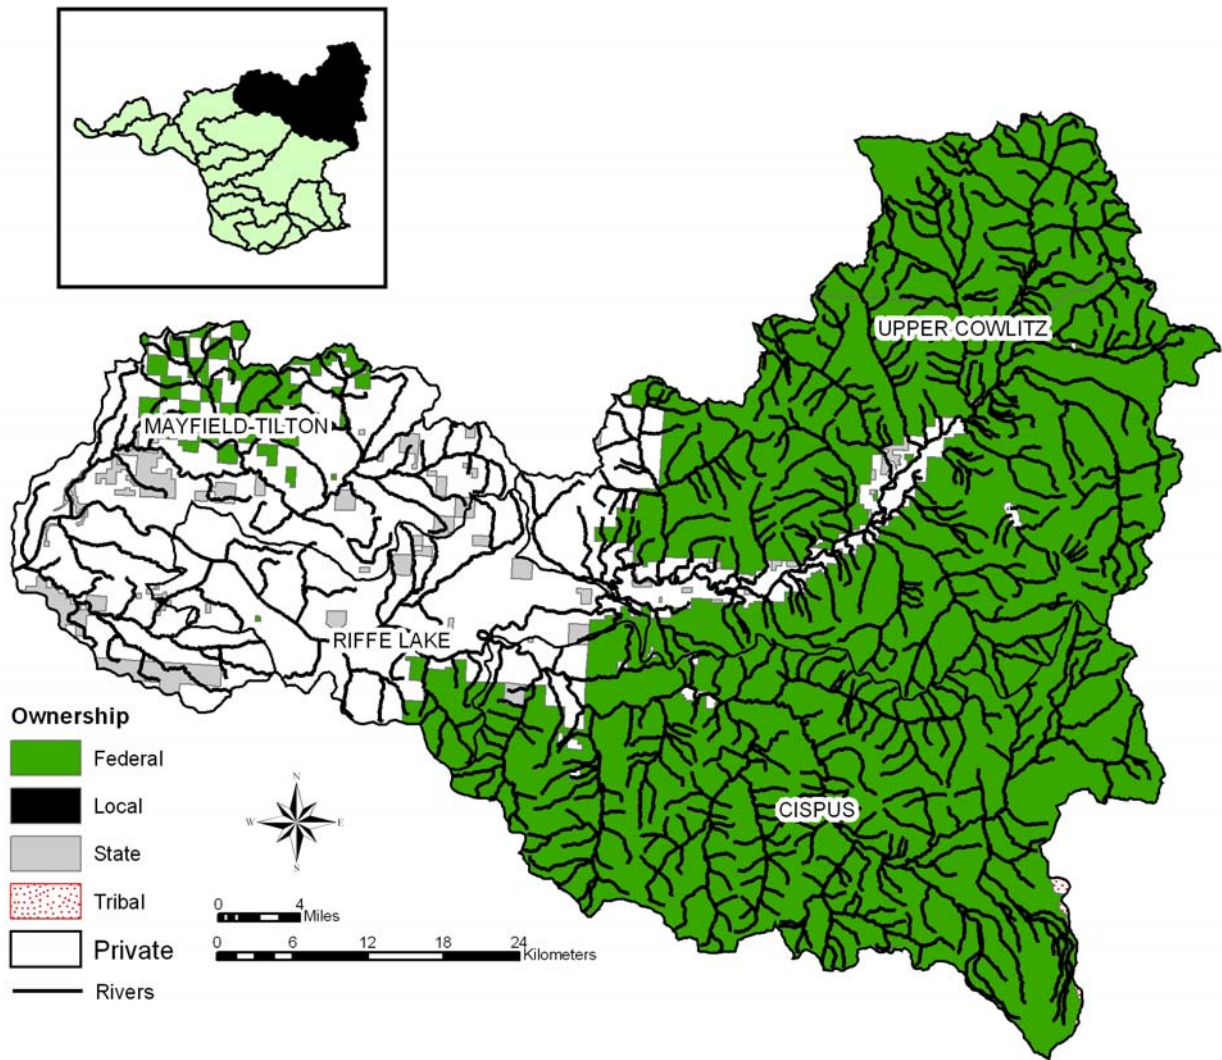 UPPER COWLITZ
MAYFIELD-TILTON
RIFFE LAKE
CISPUS
Ownership
Federal
Local
State
Tribal
Private
Rivers
N
W E
S
0 4
Miles
0 6 12 18 24
Kilometers